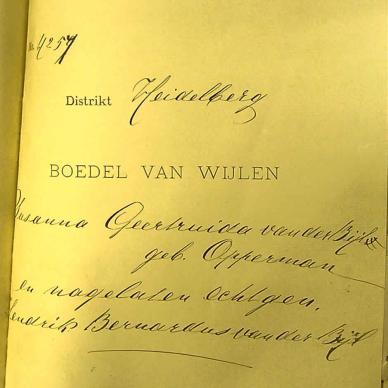 No 4257
Distrikt Heidelberg
BOEDEL VAN WIJLEN
Susanna Geertruida van der Bijl
geb. Opperman
en nagelaten echtgen.
Hendrik Bernardus van der Bijl